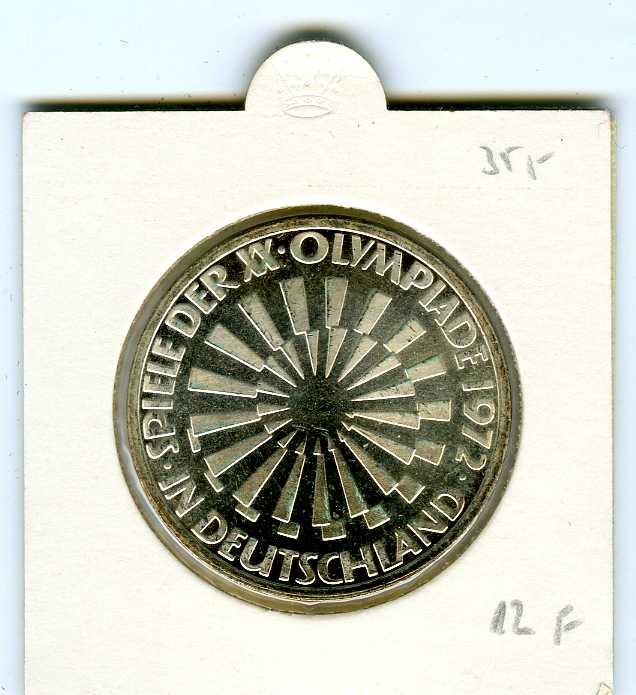 35,-
SPIELE DER XX. OLYMPIADE 1972 · IN DEUTSCHLAND ·
12 F